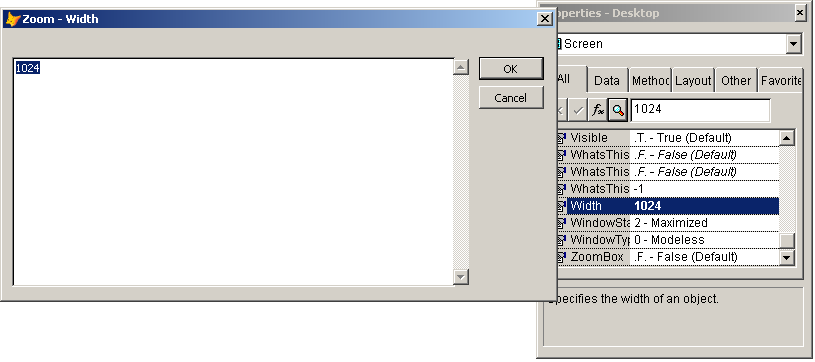 Zoom - Width
1024
OK
Cancel
roperties - Desktop
Screen
All
Data
Method
Layout
Other
Favorite
1024
Visible .T. - True (Default)
WhatsThis .F. - False (Default)
WhatsThis .F. - False (Default)
WhatsThis -1
Width 1024
WindowSta 2 - Maximized
WindowTyp 0 - Modeless
ZoomBox .F. - False (Default)
Specifies the width of an object.